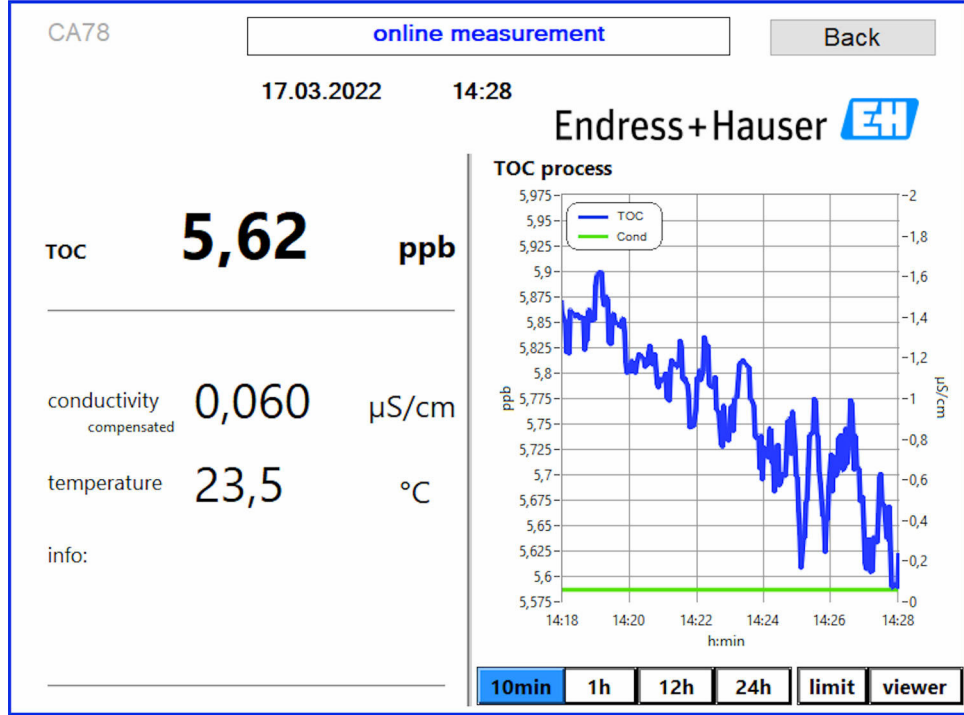 CA78
online measurement
Back
17.03.2022 14:28
Endress+Hauser EH
TOC 5,62 ppb
conductivity compensated 0,060 µS/cm
temperature 23,5 °C
info:
TOC process
TOC
Cond
5,975
5,95
5,925
5,9
5,875
5,85
5,825
5,8
5,775
5,75
5,725
5,7
5,675
5,65
5,625
5,6
5,575
ppb
2
1,8
1,6
1,4
1,2
1
0,8
0,6
0,4
0,2
0
µS/cm
14:18 14:20 14:22 14:24 14:26 14:28
h:min
10min 1h 12h 24h limit viewer